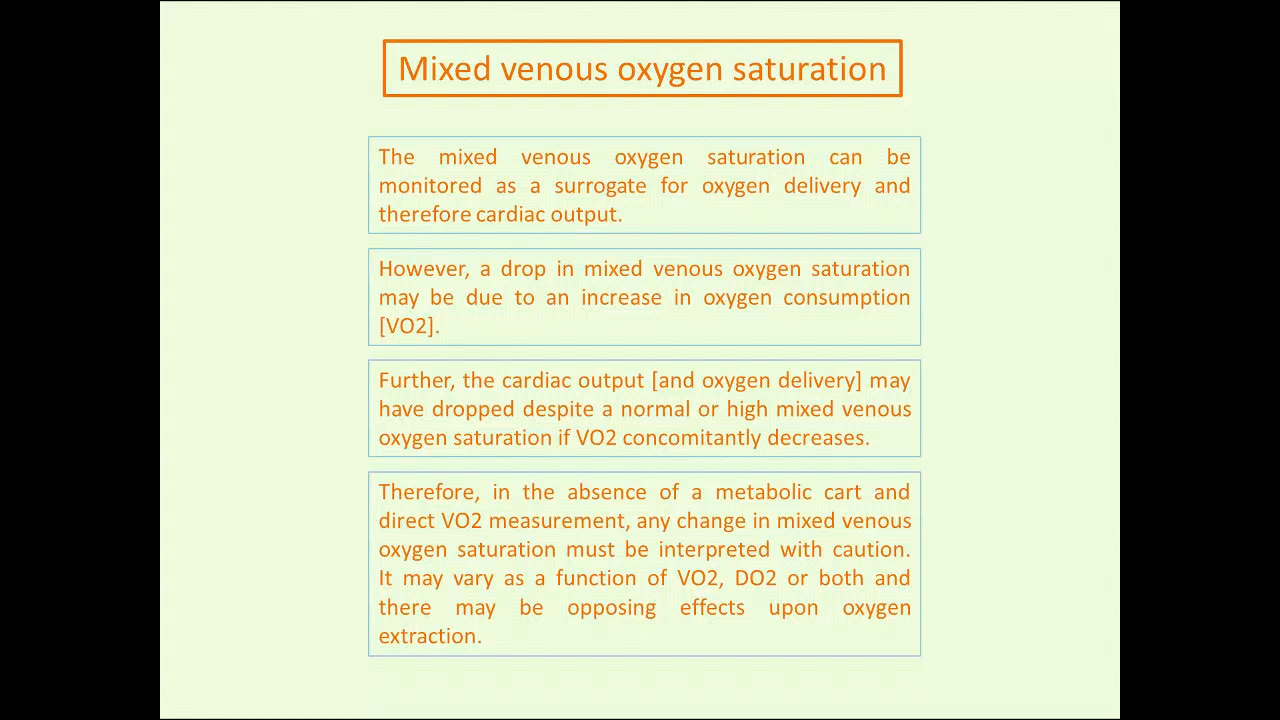 Mixed venous oxygen saturation
The mixed venous oxygen saturation can be
monitored as a surrogate for oxygen delivery and
therefore cardiac output.
However, a drop in mixed venous oxygen saturation
may be due to an increase in oxygen consumption
[VO2].
Further, the cardiac output [and oxygen delivery] may
have dropped despite a normal or high mixed venous
oxygen saturation if VO2 concomitantly decreases.
Therefore, in the absence of a metabolic cart and
direct VO2 measurement, any change in mixed venous
oxygen saturation must be interpreted with caution.
It may vary as a function of VO2, DO2 or both and
there may be opposing effects upon oxygen
extraction.